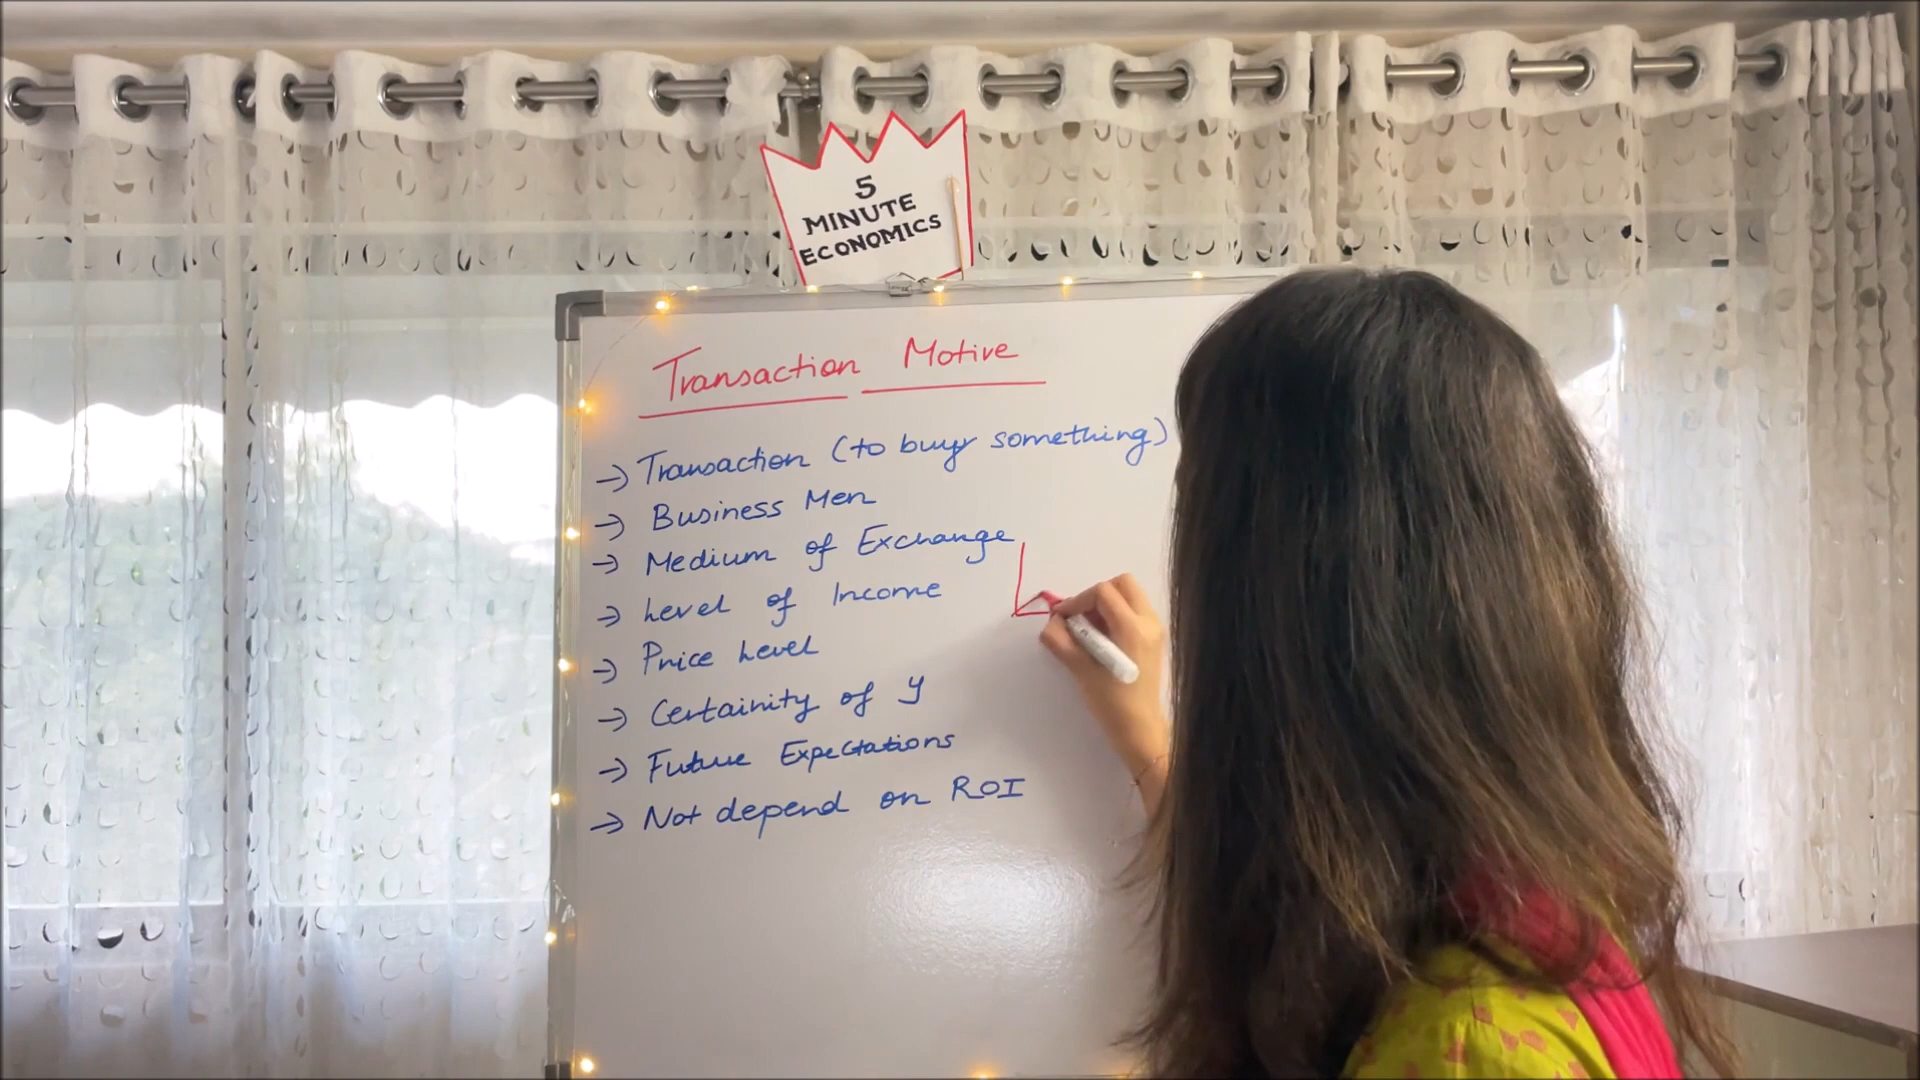 5
MINUTE
ECONOMICS
Transaction Motive
→ Transaction (to buy something)
→ Business Men
→ Medium of Exchange
→ Level of Income
→ Price Level
→ Certainity of y
→ Future Expectations
→ Not depend on ROI